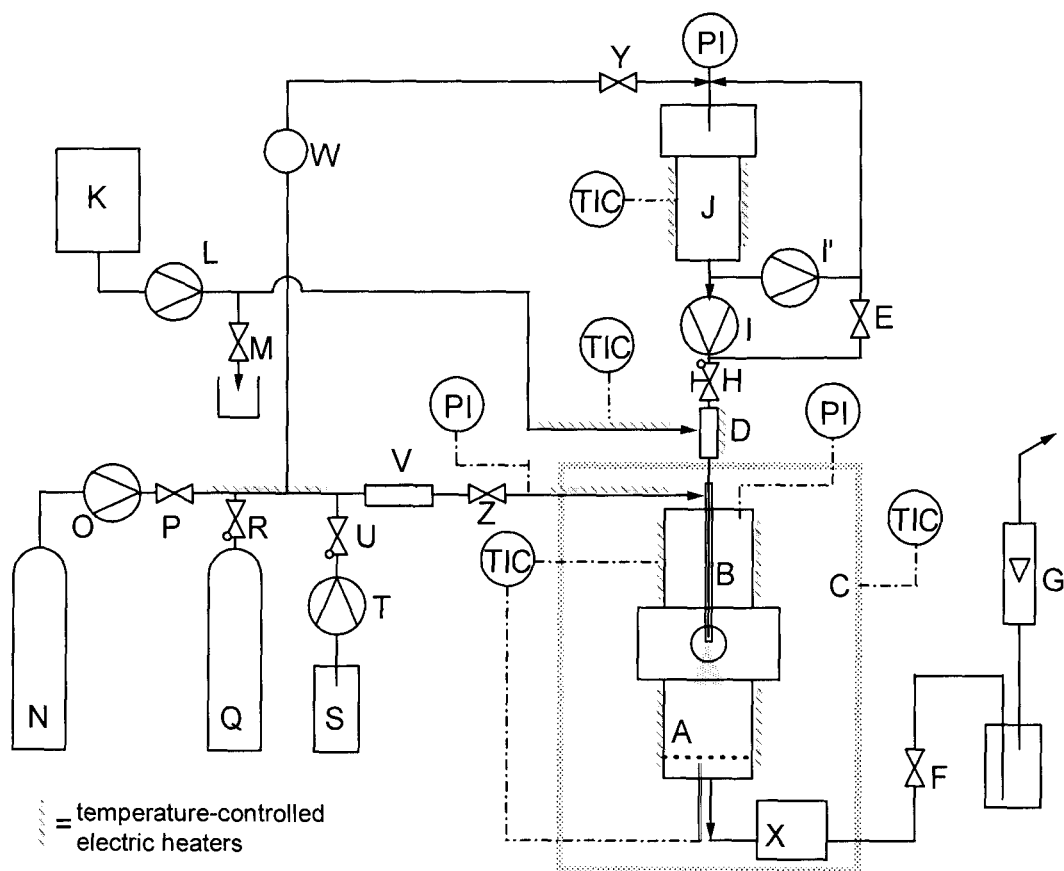 PI
Y
W
K
TIC
J
L
I'
I
E
M
TIC
H
PI
D
PI
V
O
P
R
U
Z
TIC
TIC
B
C
G
T
N
Q
S
A
F
X
= temperature-controlled
electric heaters